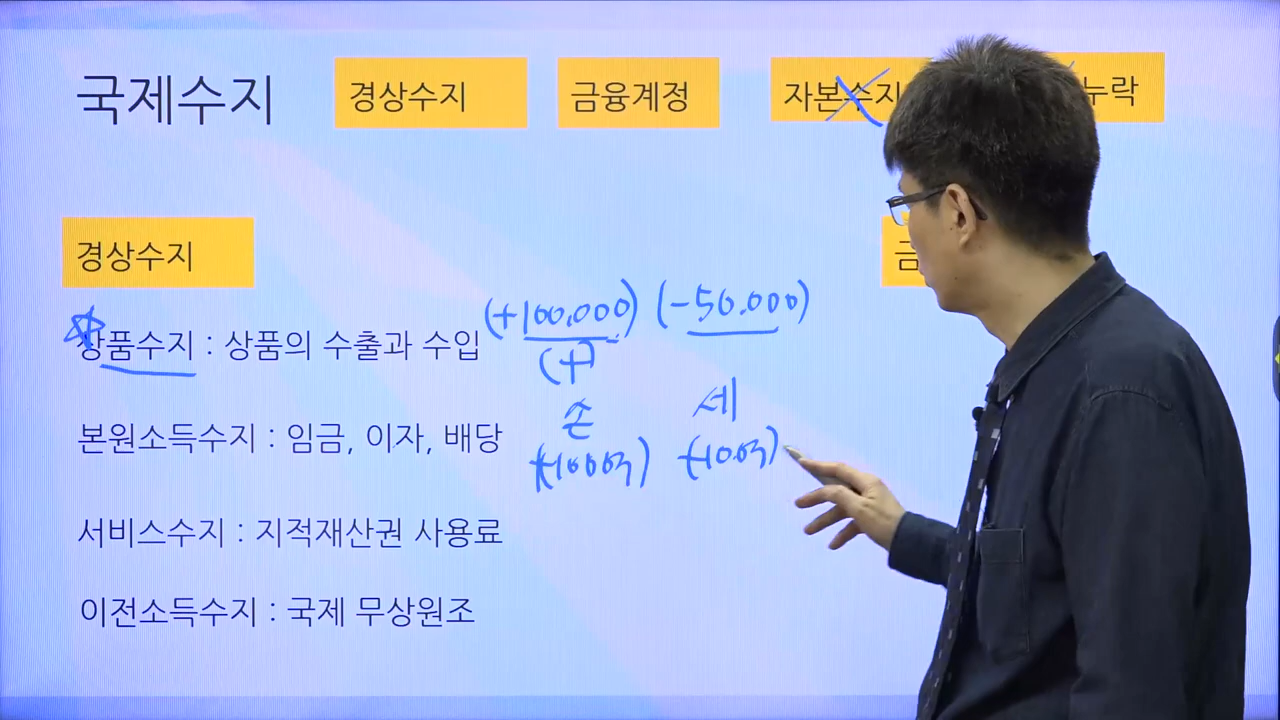 국제수지 경상수지 금융계정 자본수지 누락
경상수지 금
(+100,000) (-50,000)
상품수지 : 상품의 수출과 수입
(+)
손 세
본원소득수지 : 임금, 이자, 배당
서비스수지 : 지적재산권 사용료
이전소득수지 : 국제 무상원조